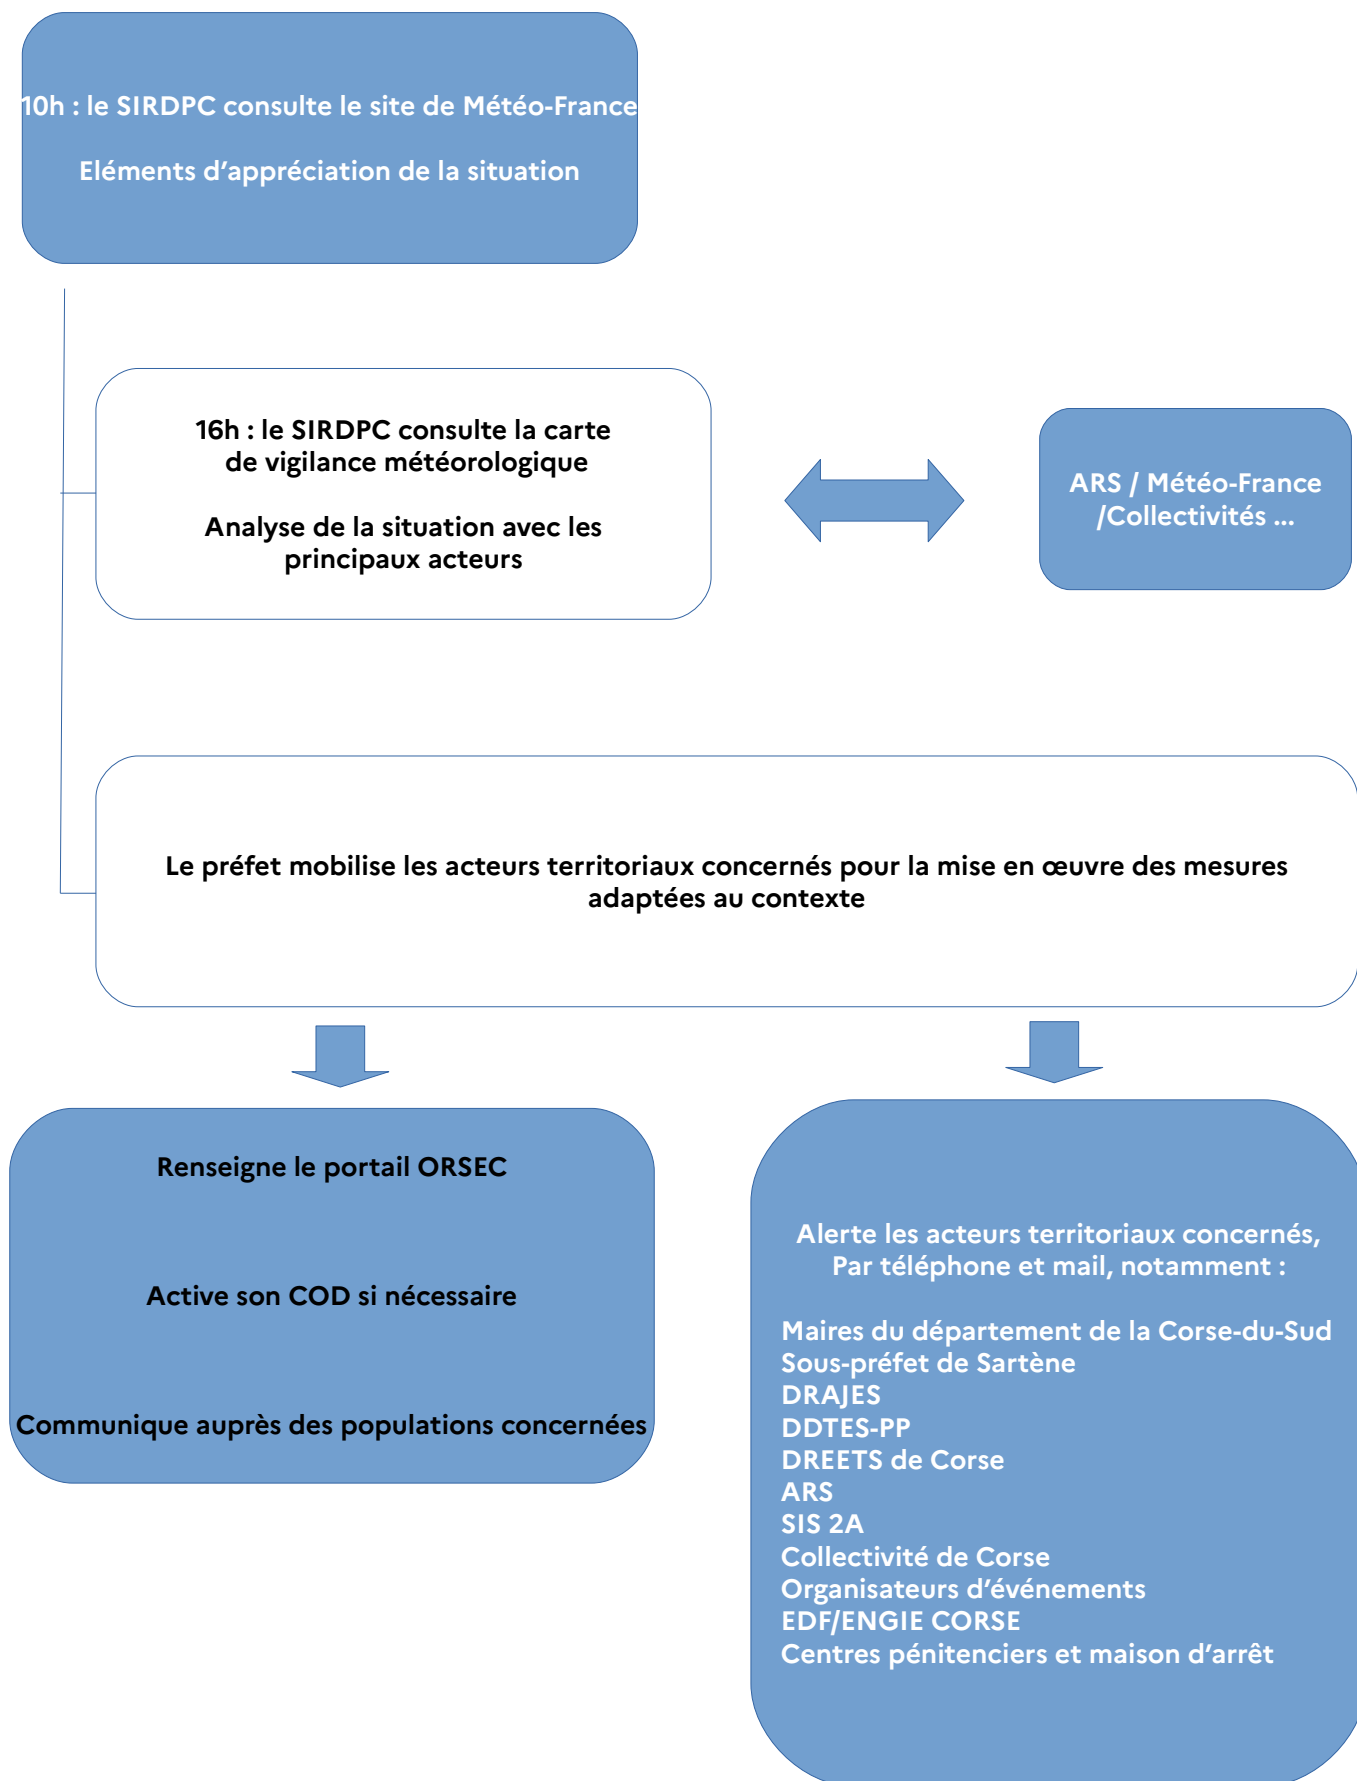 10h : le SIRDPC consulte le site de Météo-France
Eléments d’appréciation de la situation
16h : le SIRDPC consulte la carte
de vigilance météorologique
Analyse de la situation avec les
principaux acteurs
ARS / Météo-France
/Collectivités ...
Le préfet mobilise les acteurs territoriaux concernés pour la mise en œuvre des mesures
adaptées au contexte
Renseigne le portail ORSEC
Active son COD si nécessaire
Communique auprès des populations concernées
Alerte les acteurs territoriaux concernés,
Par téléphone et mail, notamment :
Maires du département de la Corse-du-Sud
Sous-préfet de Sartène
DRAJES
DDTES-PP
DREETS de Corse
ARS
SIS 2A
Collectivité de Corse
Organisateurs d’événements
EDF/ENGIE CORSE
Centres pénitenciers et maison d’arrêt